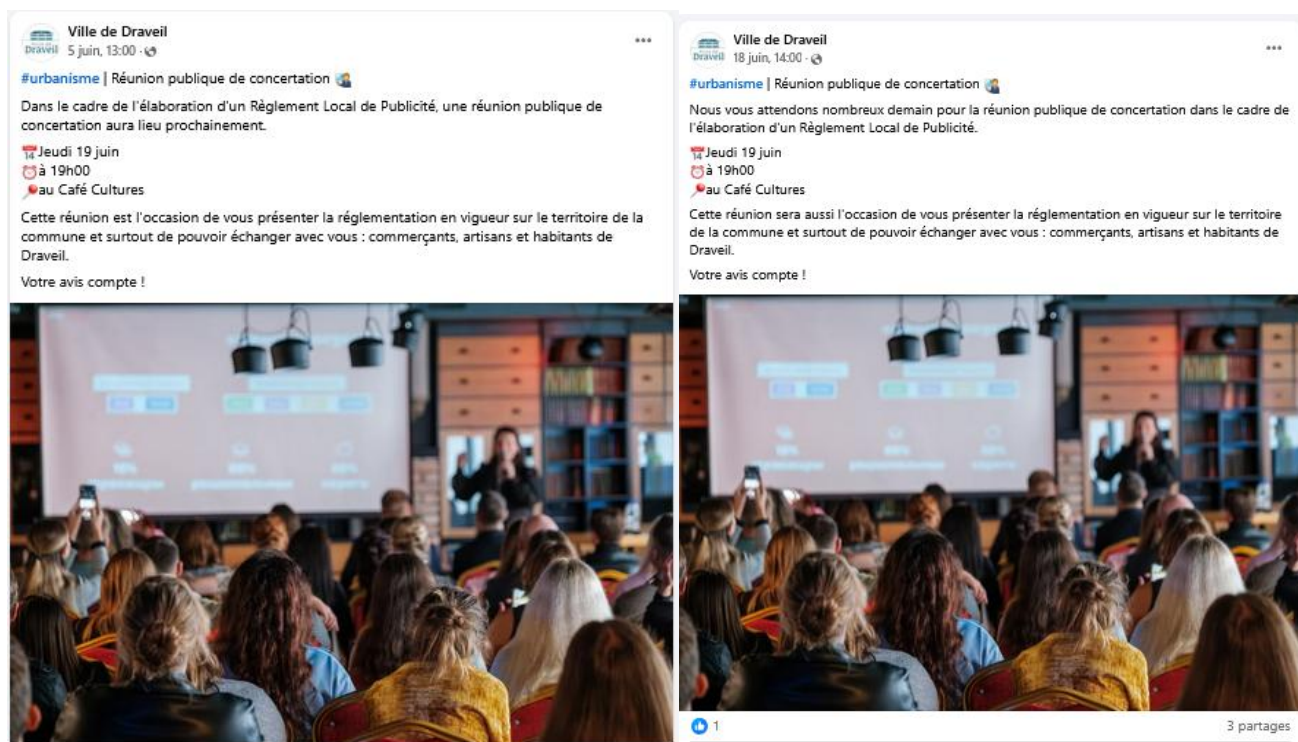 Ville de Draveil
5 juin, 13:00 ·
#urbanisme | Réunion publique de concertation
Dans le cadre de l'élaboration d'un Règlement Local de Publicité, une réunion publique de
concertation aura lieu prochainement.
Jeudi 19 juin
à 19h00
au Café Cultures
Cette réunion est l'occasion de vous présenter la réglementation en vigueur sur le territoire de la
commune et surtout de pouvoir échanger avec vous : commerçants, artisans et habitants de
Draveil.
Votre avis compte !
Ville de Draveil
18 juin, 14:00 ·
#urbanisme | Réunion publique de concertation
Nous vous attendons nombreux demain pour la réunion publique de concertation dans le cadre de
l'élaboration d'un Règlement Local de Publicité.
Jeudi 19 juin
à 19h00
au Café Cultures
Cette réunion sera aussi l'occasion de vous présenter la réglementation en vigueur sur le territoire
de la commune et surtout de pouvoir échanger avec vous : commerçants, artisans et habitants de
Draveil.
Votre avis compte !
1
3 partages